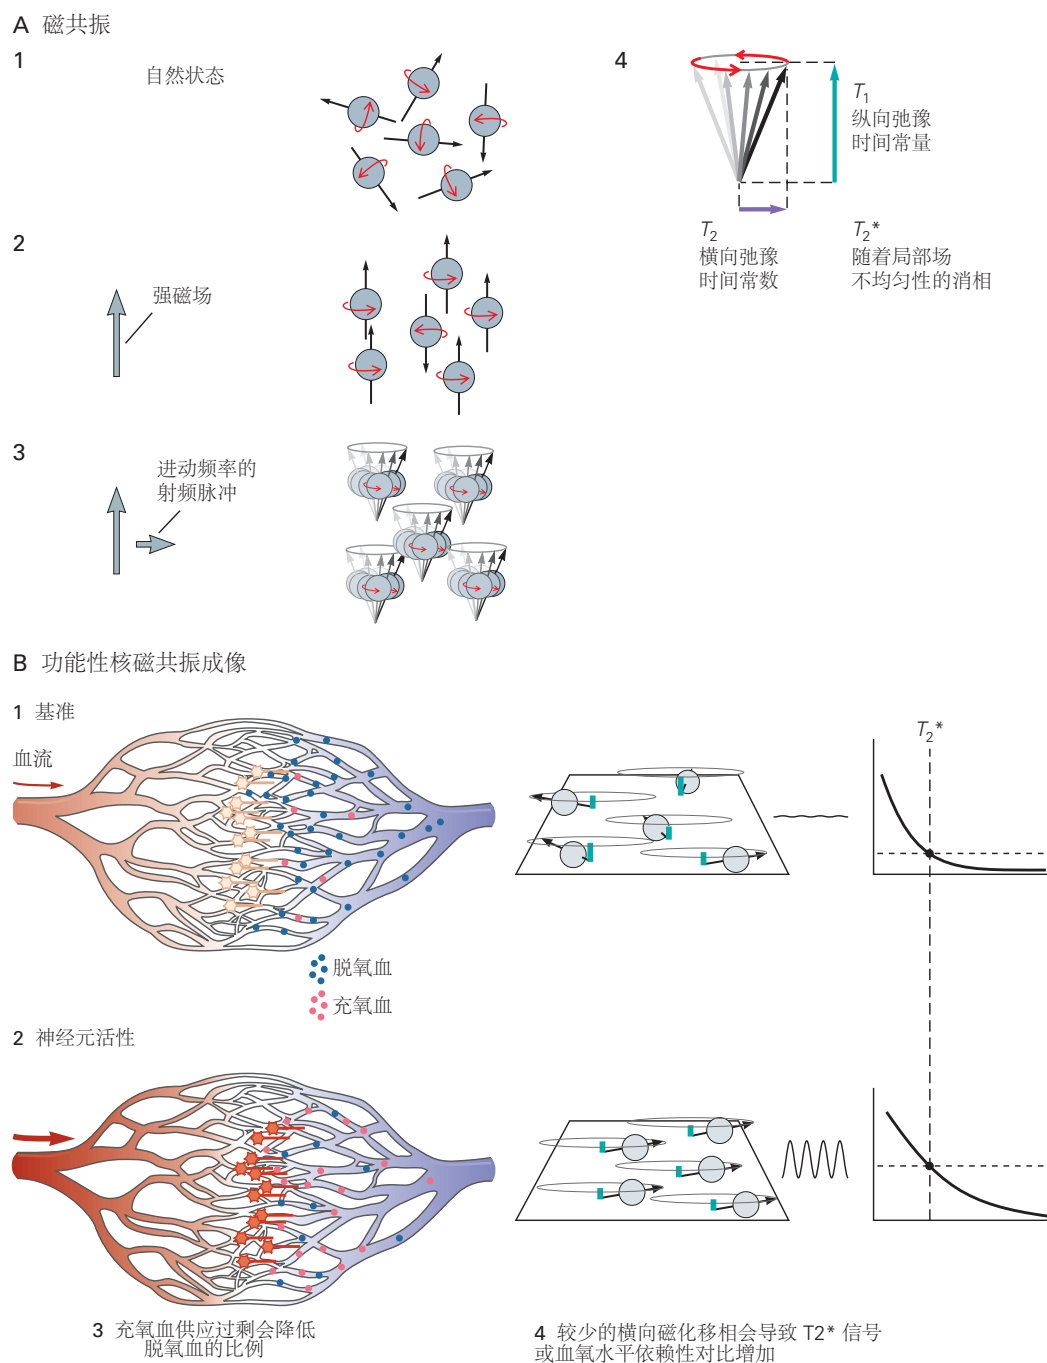 A 磁共振
1
自然状态
2
强磁场
3
进动频率的
射频脉冲
4
T1
纵向弛豫
时间常量
T2
横向弛豫
时间常数
T2*
随着局部场
不均匀性的消相
B 功能性核磁共振成像
1 基准
血流
T2*
脱氧血
充氧血
2 神经元活性
3 充氧血供应过剩会降低
脱氧血的比例
4 较少的横向磁化移相会导致 T2* 信号
或血氧水平依赖性对比增加